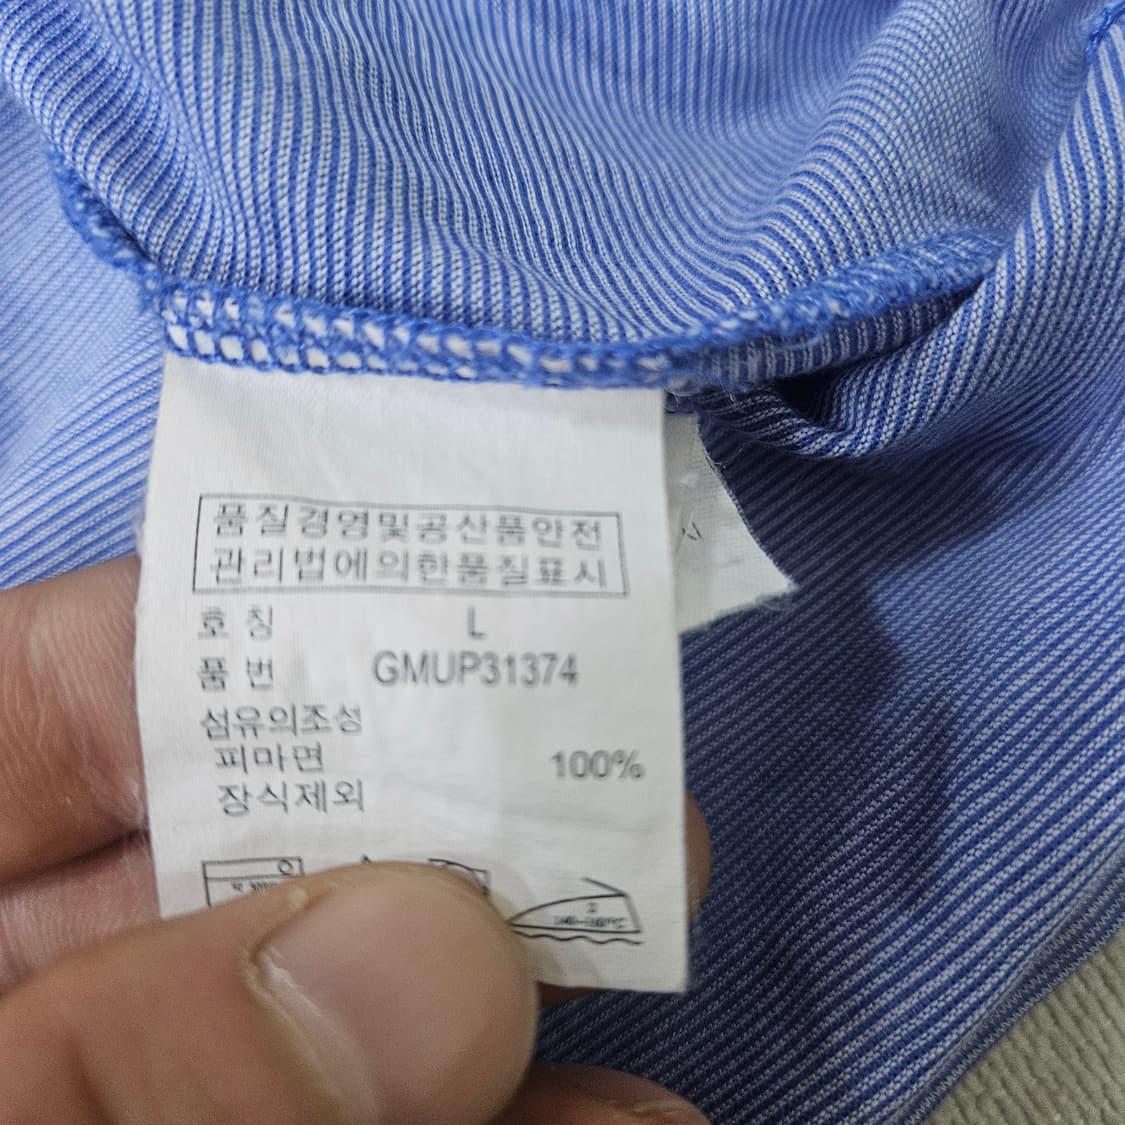 품질경영및공산품안전
관리법에의한품질표시
호 칭 L
품 번 GMUP31374
섬유의조성
피마면 100%
장식제외